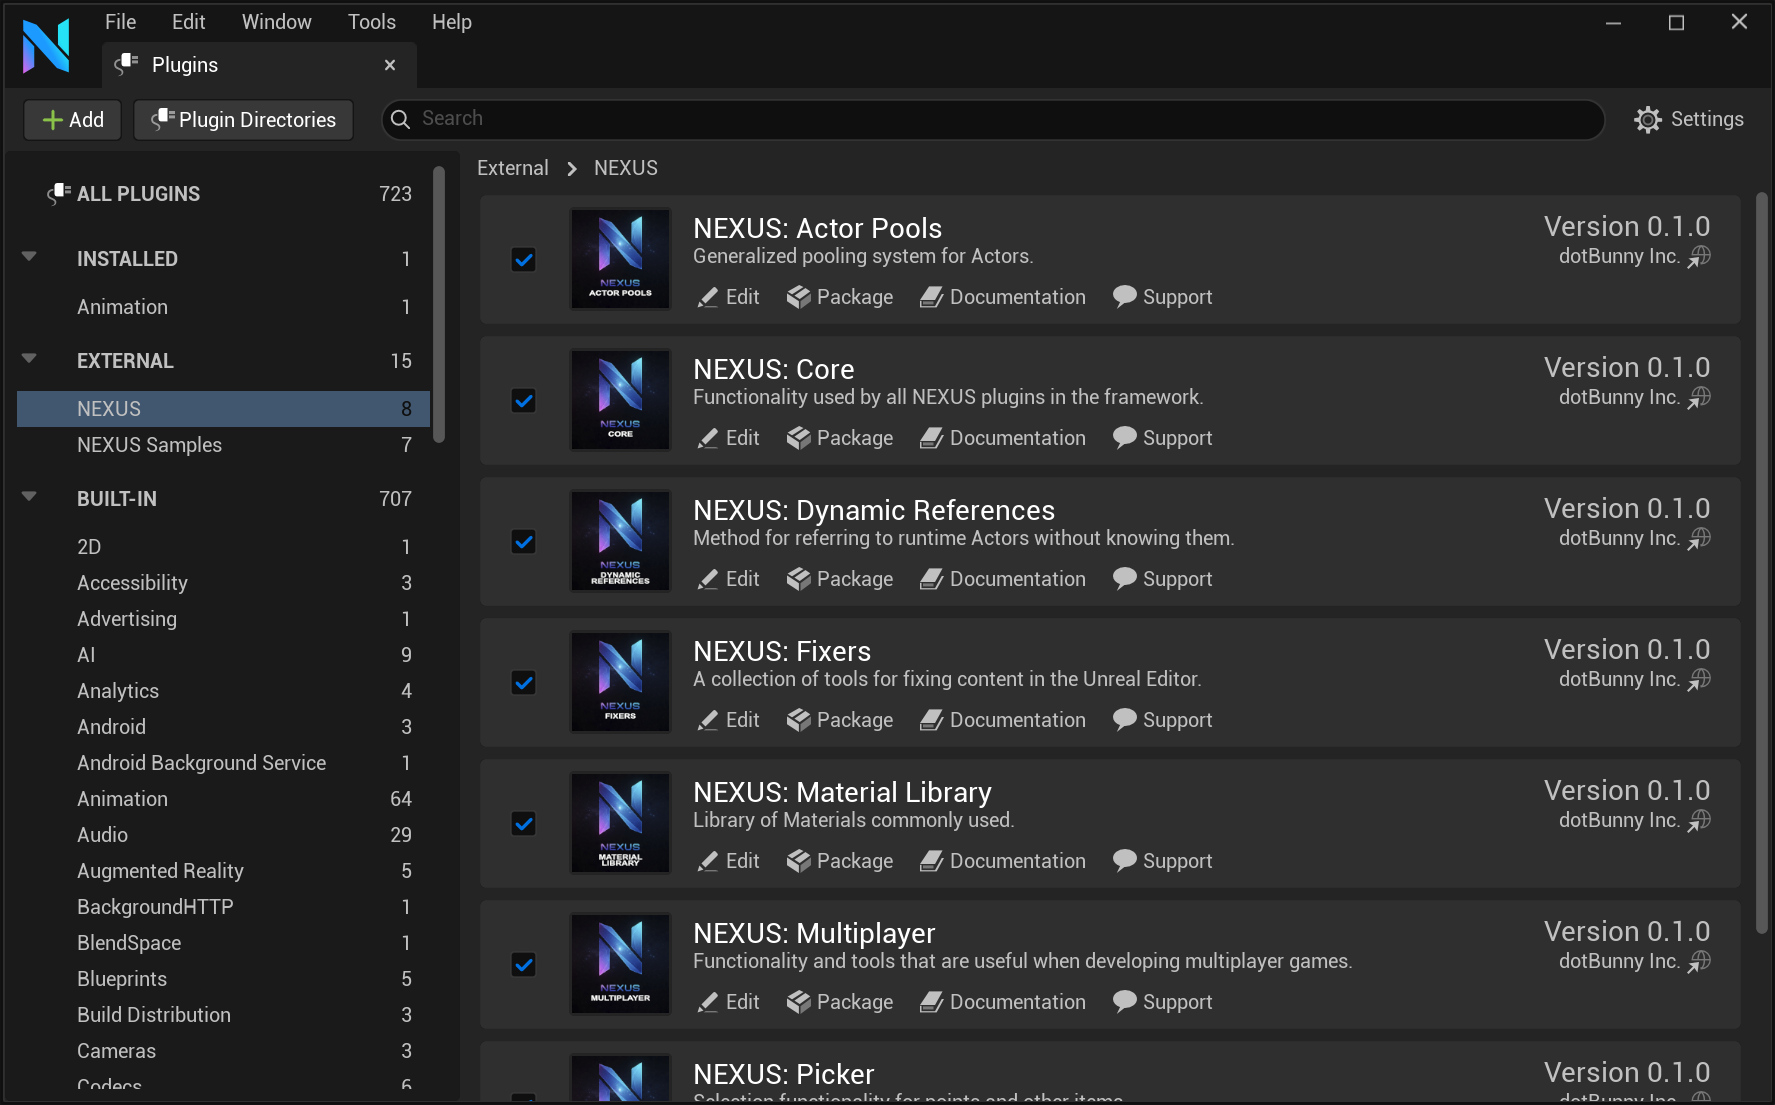 File Edit Window Tools Help
Plugins
Add Plugin Directories Search Settings
ALL PLUGINS 723
INSTALLED 1
Animation 1
EXTERNAL 15
NEXUS 8
NEXUS Samples 7
BUILT-IN 707
2D 1
Accessibility 3
Advertising 1
AI 9
Analytics 4
Android 3
Android Background Service 1
Animation 64
Audio 29
Augmented Reality 5
BackgroundHTTP 1
BlendSpace 1
Blueprints 5
Build Distribution 3
Cameras 3
Codecs 6
External > NEXUS
NEXUS
ACTOR POOLS
NEXUS: Actor Pools Version 0.1.0
Generalized pooling system for Actors. dotBunny Inc.
Edit Package Documentation Support
NEXUS
CORE
NEXUS: Core Version 0.1.0
Functionality used by all NEXUS plugins in the framework. dotBunny Inc.
Edit Package Documentation Support
NEXUS
DYNAMIC
REFERENCES
NEXUS: Dynamic References Version 0.1.0
Method for referring to runtime Actors without knowing them. dotBunny Inc.
Edit Package Documentation Support
NEXUS
FIXERS
NEXUS: Fixers Version 0.1.0
A collection of tools for fixing content in the Unreal Editor. dotBunny Inc.
Edit Package Documentation Support
NEXUS
MATERIAL
LIBRARY
NEXUS: Material Library Version 0.1.0
Library of Materials commonly used. dotBunny Inc.
Edit Package Documentation Support
NEXUS
MULTIPLAYER
NEXUS: Multiplayer Version 0.1.0
Functionality and tools that are useful when developing multiplayer games. dotBunny Inc.
Edit Package Documentation Support
NEXUS: Picker Version 0.1.0
Selection functionality for points and other items. dotBunny Inc.